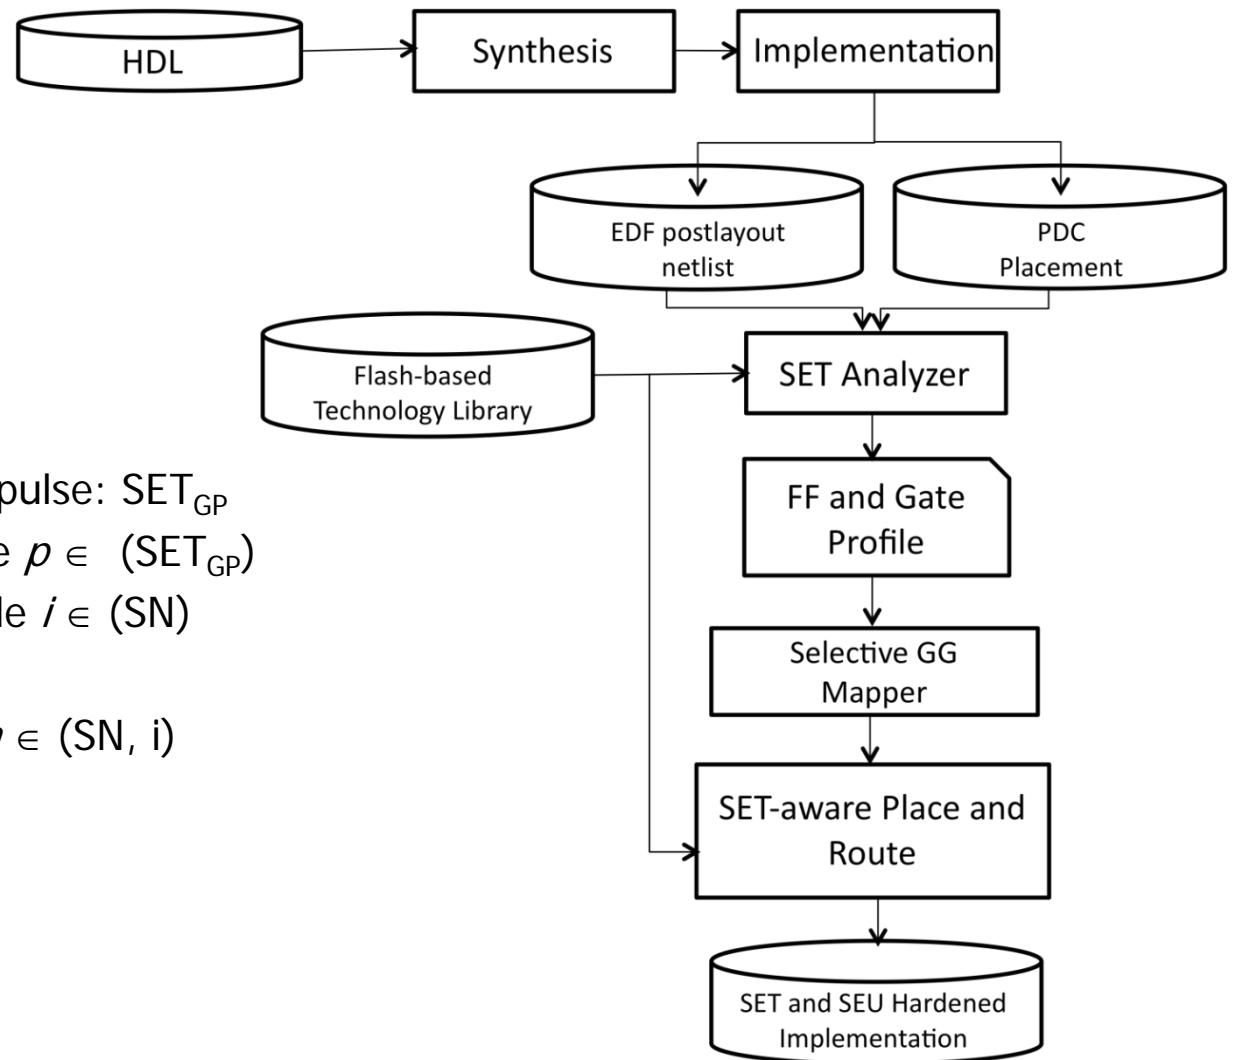 HDL
Synthesis
Implementation
EDF postlayout
netlist
PDC
Placement
Flash-based
Technology Library
SET Analyzer
pulse: SET_GP
p ∈ (SET_GP)
i ∈ (SN)
∈ (SN, i)
FF and Gate
Profile
Selective GG
Mapper
SET-aware Place and
Route
SET and SEU Hardened
Implementation